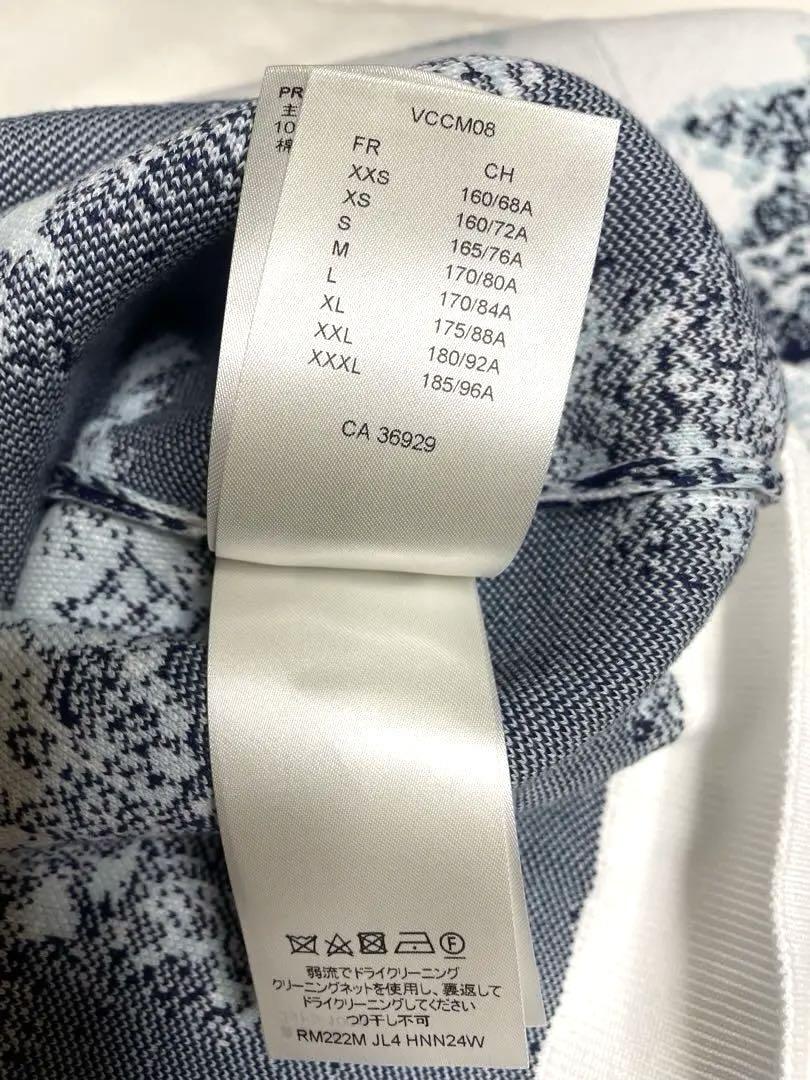 PR
主
10
棉
VCCM08
FR CH
XXS 160/68A
XS 160/72A
S 165/76A
M 170/80A
L 170/84A
XL 175/88A
XXL 180/92A
XXXL 185/96A
CA 36929
F
弱流でドライクリーニング
クリーニングネットを使用し、裏返して
ドライクリーニングしてください
つり干し不可
RM222M JL4 HNN24W